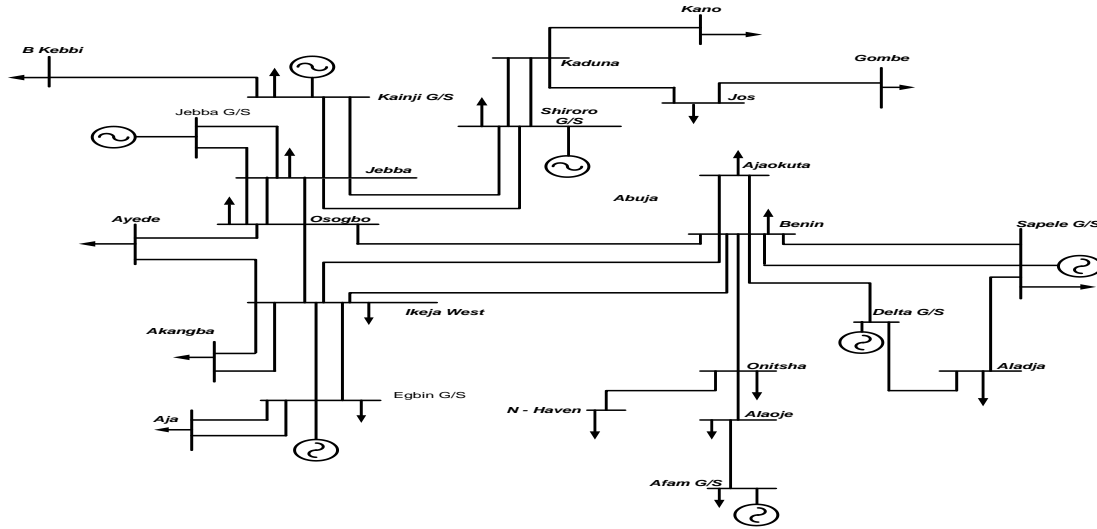 Kano
B Kebbi
Kaduna
Gombe
Kainji G/S
Jos
Jebba G/S
Shiroro
G/S
Ajaokuta
Jebba
Abuja
Ayede
Osogbo
Benin
Sapele G/S
Ikeja West
Delta G/S
Akangba
Onitsha
Aladja
Egbin G/S
N - Haven
Alaoje
Aja
Afam G/S